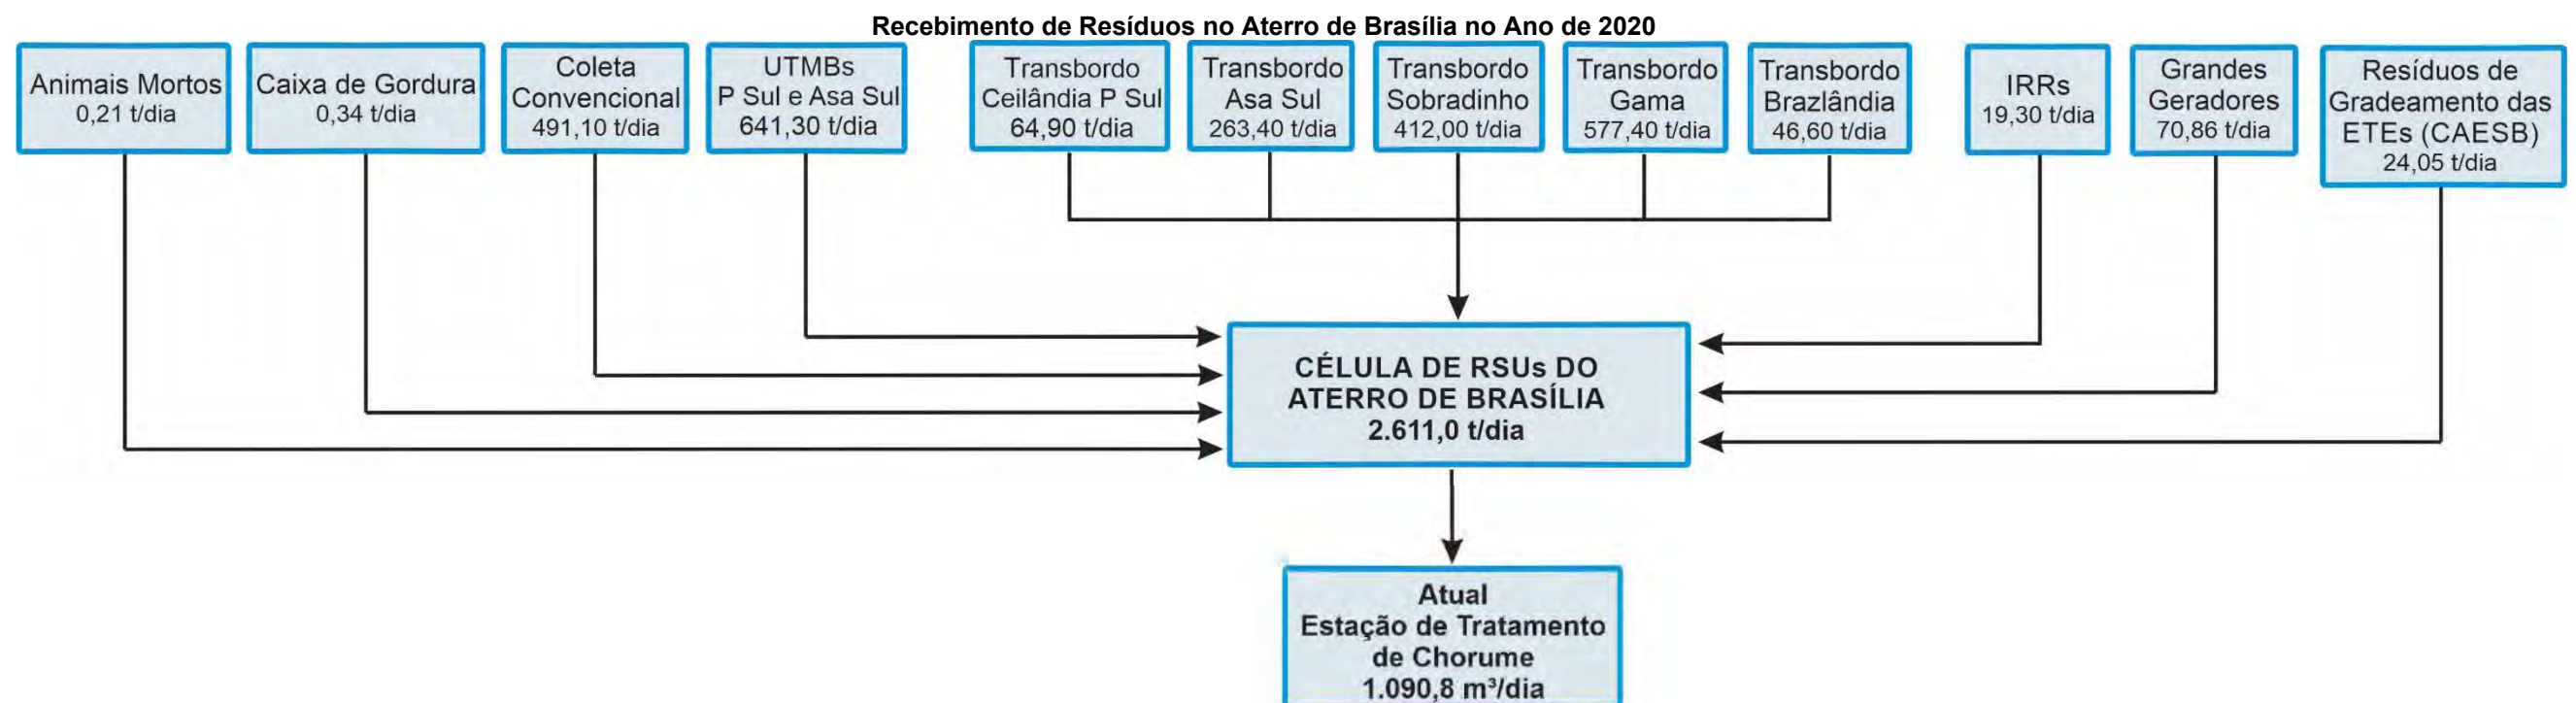 Recebimento de Resíduos no Aterro de Brasília no Ano de 2020
Animais Mortos
0,21 t/dia
Caixa de Gordura
0,34 t/dia
Coleta
Convencional
491,10 t/dia
UTMBs
P Sul e Asa Sul
641,30 t/dia
Transbordo
Ceilândia P Sul
64,90 t/dia
Transbordo
Asa Sul
263,40 t/dia
Transbordo
Sobradinho
412,00 t/dia
Transbordo
Gama
577,40 t/dia
Transbordo
Brazlândia
46,60 t/dia
IRRs
19,30 t/dia
Grandes
Geradores
70,86 t/dia
Resíduos de
Gradeamento das
ETEs (CAESB)
24,05 t/dia
CÉLULA DE RSUs DO
ATERRO DE BRASÍLIA
2.611,0 t/dia
Atual
Estação de Tratamento
de Chorume
1.090,8 m³/dia